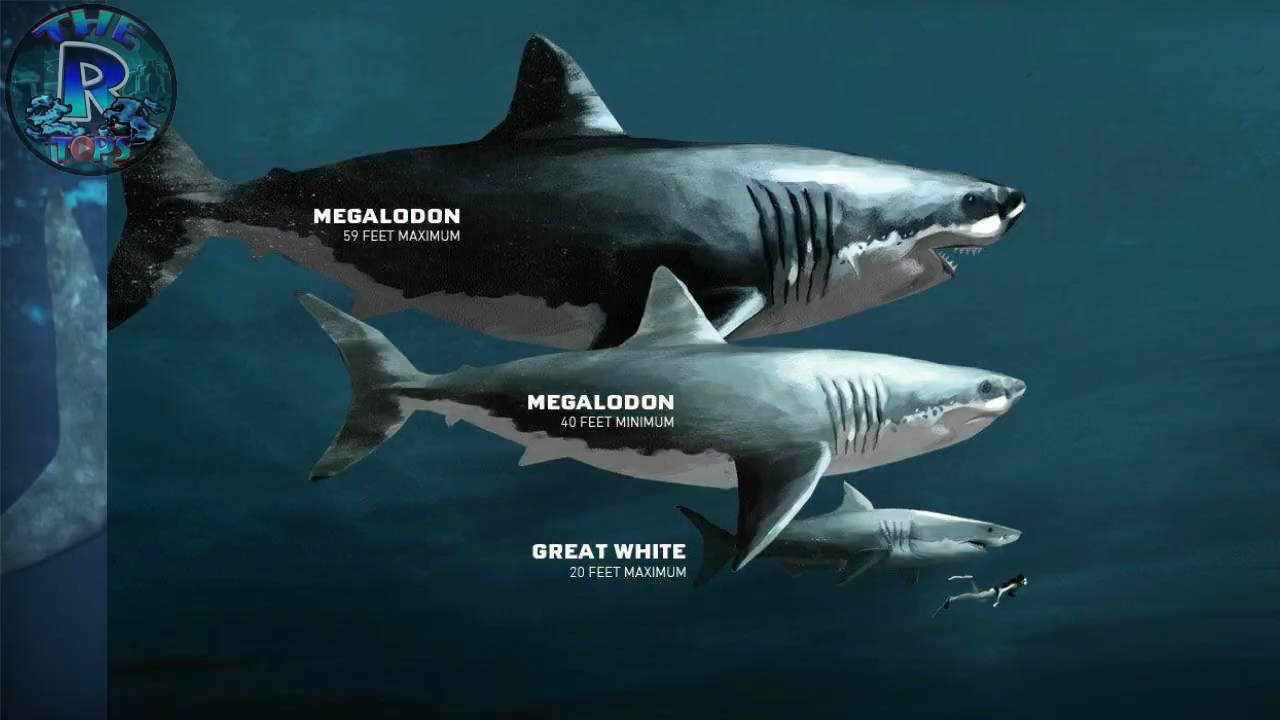 THE
R
TOPS
MEGALODON
59 FEET MAXIMUM
MEGALODON
40 FEET MINIMUM
GREAT WHITE
20 FEET MAXIMUM